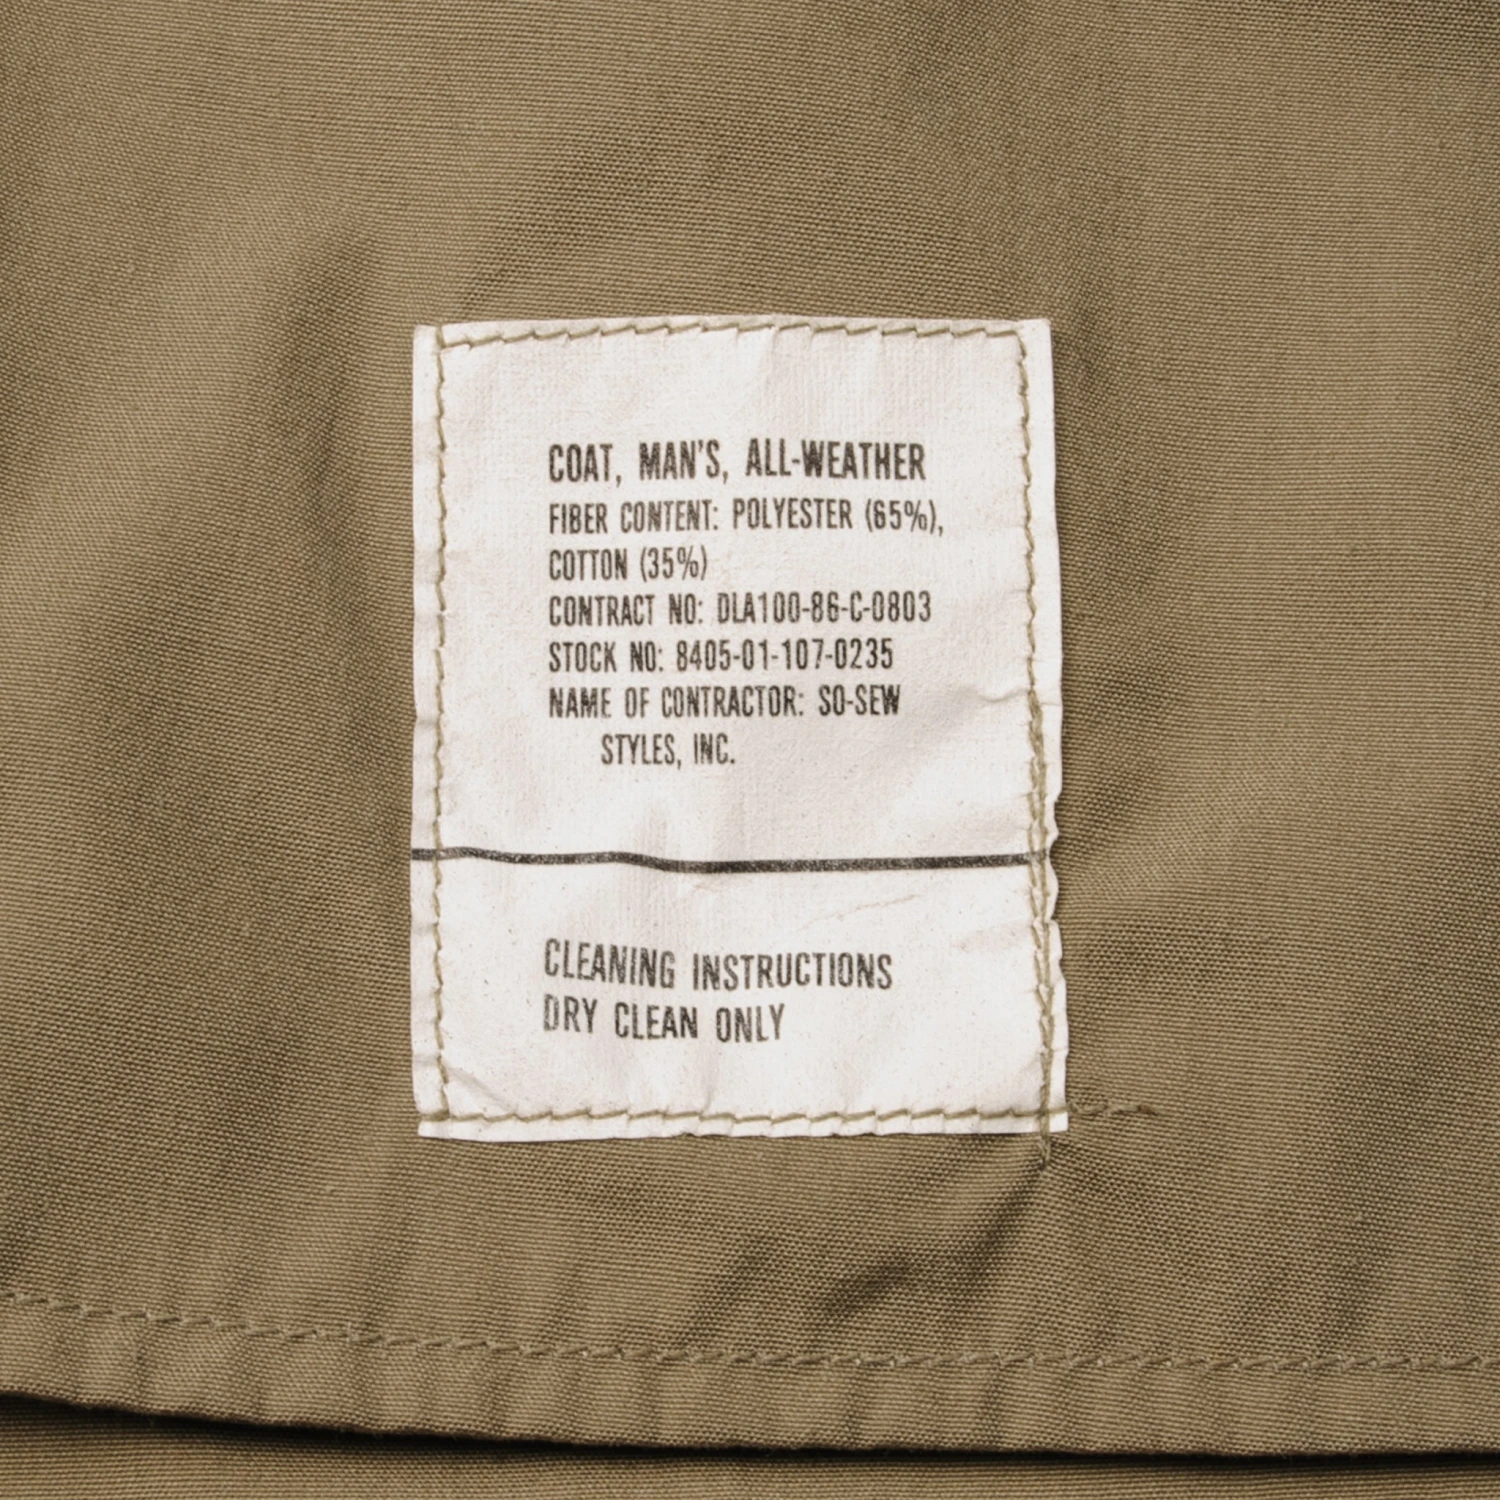 COAT, MAN'S, ALL-WEATHER
FIBER CONTENT: POLYESTER (65%),
COTTON (35%)
CONTRACT NO: DLA100-86-C-0803
STOCK NO: 8405-01-107-0235
NAME OF CONTRACTOR: SO-SEW
STYLES, INC.
CLEANING INSTRUCTIONS
DRY CLEAN ONLY